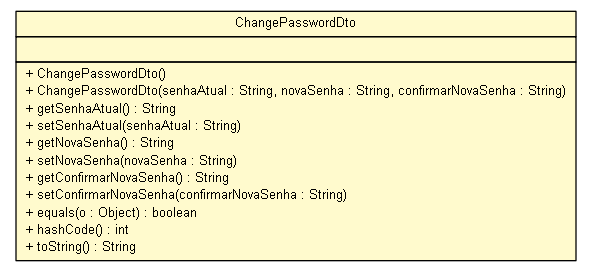 ChangePasswordDto
+ ChangePasswordDto()
+ ChangePasswordDto(senhaAtual : String, novaSenha : String, confirmarNovaSenha : String)
+ getSenhaAtual() : String
+ setSenhaAtual(senhaAtual : String)
+ getNovaSenha() : String
+ setNovaSenha(novaSenha : String)
+ getConfirmarNovaSenha() : String
+ setConfirmarNovaSenha(confirmarNovaSenha : String)
+ equals(o : Object) : boolean
+ hashCode() : int
+ toString() : String